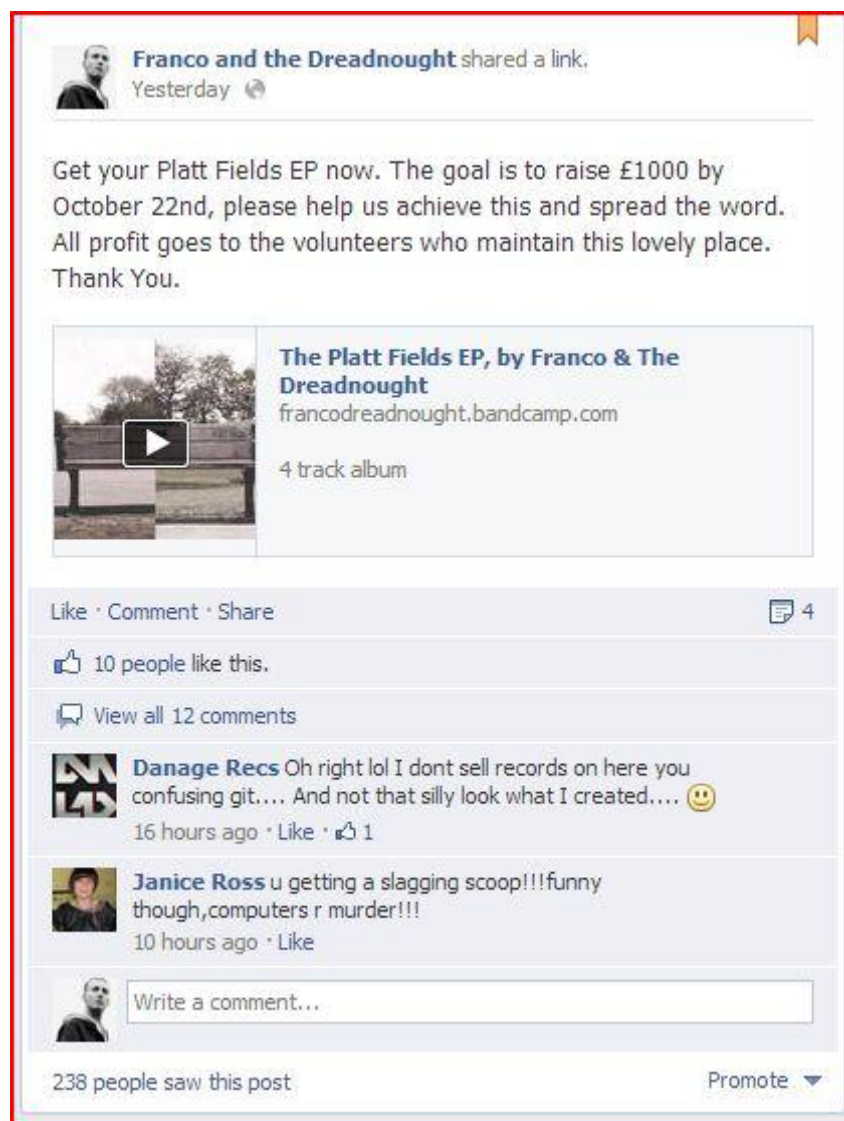 Franco and the Dreadnought shared a link.
Yesterday
Get your Platt Fields EP now. The goal is to raise £1000 by
October 22nd, please help us achieve this and spread the word.
All profit goes to the volunteers who maintain this lovely place.
Thank You.
The Platt Fields EP, by Franco & The
Dreadnought
francodreadnought.bandcamp.com
4 track album
Like · Comment · Share
4
10 people like this.
View all 12 comments
Danage Recs Oh right lol I dont sell records on here you
confusing git.... And not that silly look what I created....
16 hours ago · Like · 1
Janice Ross u getting a slagging scoop!!!funny
though,computers r murder!!!
10 hours ago · Like
Write a comment...
238 people saw this post
Promote